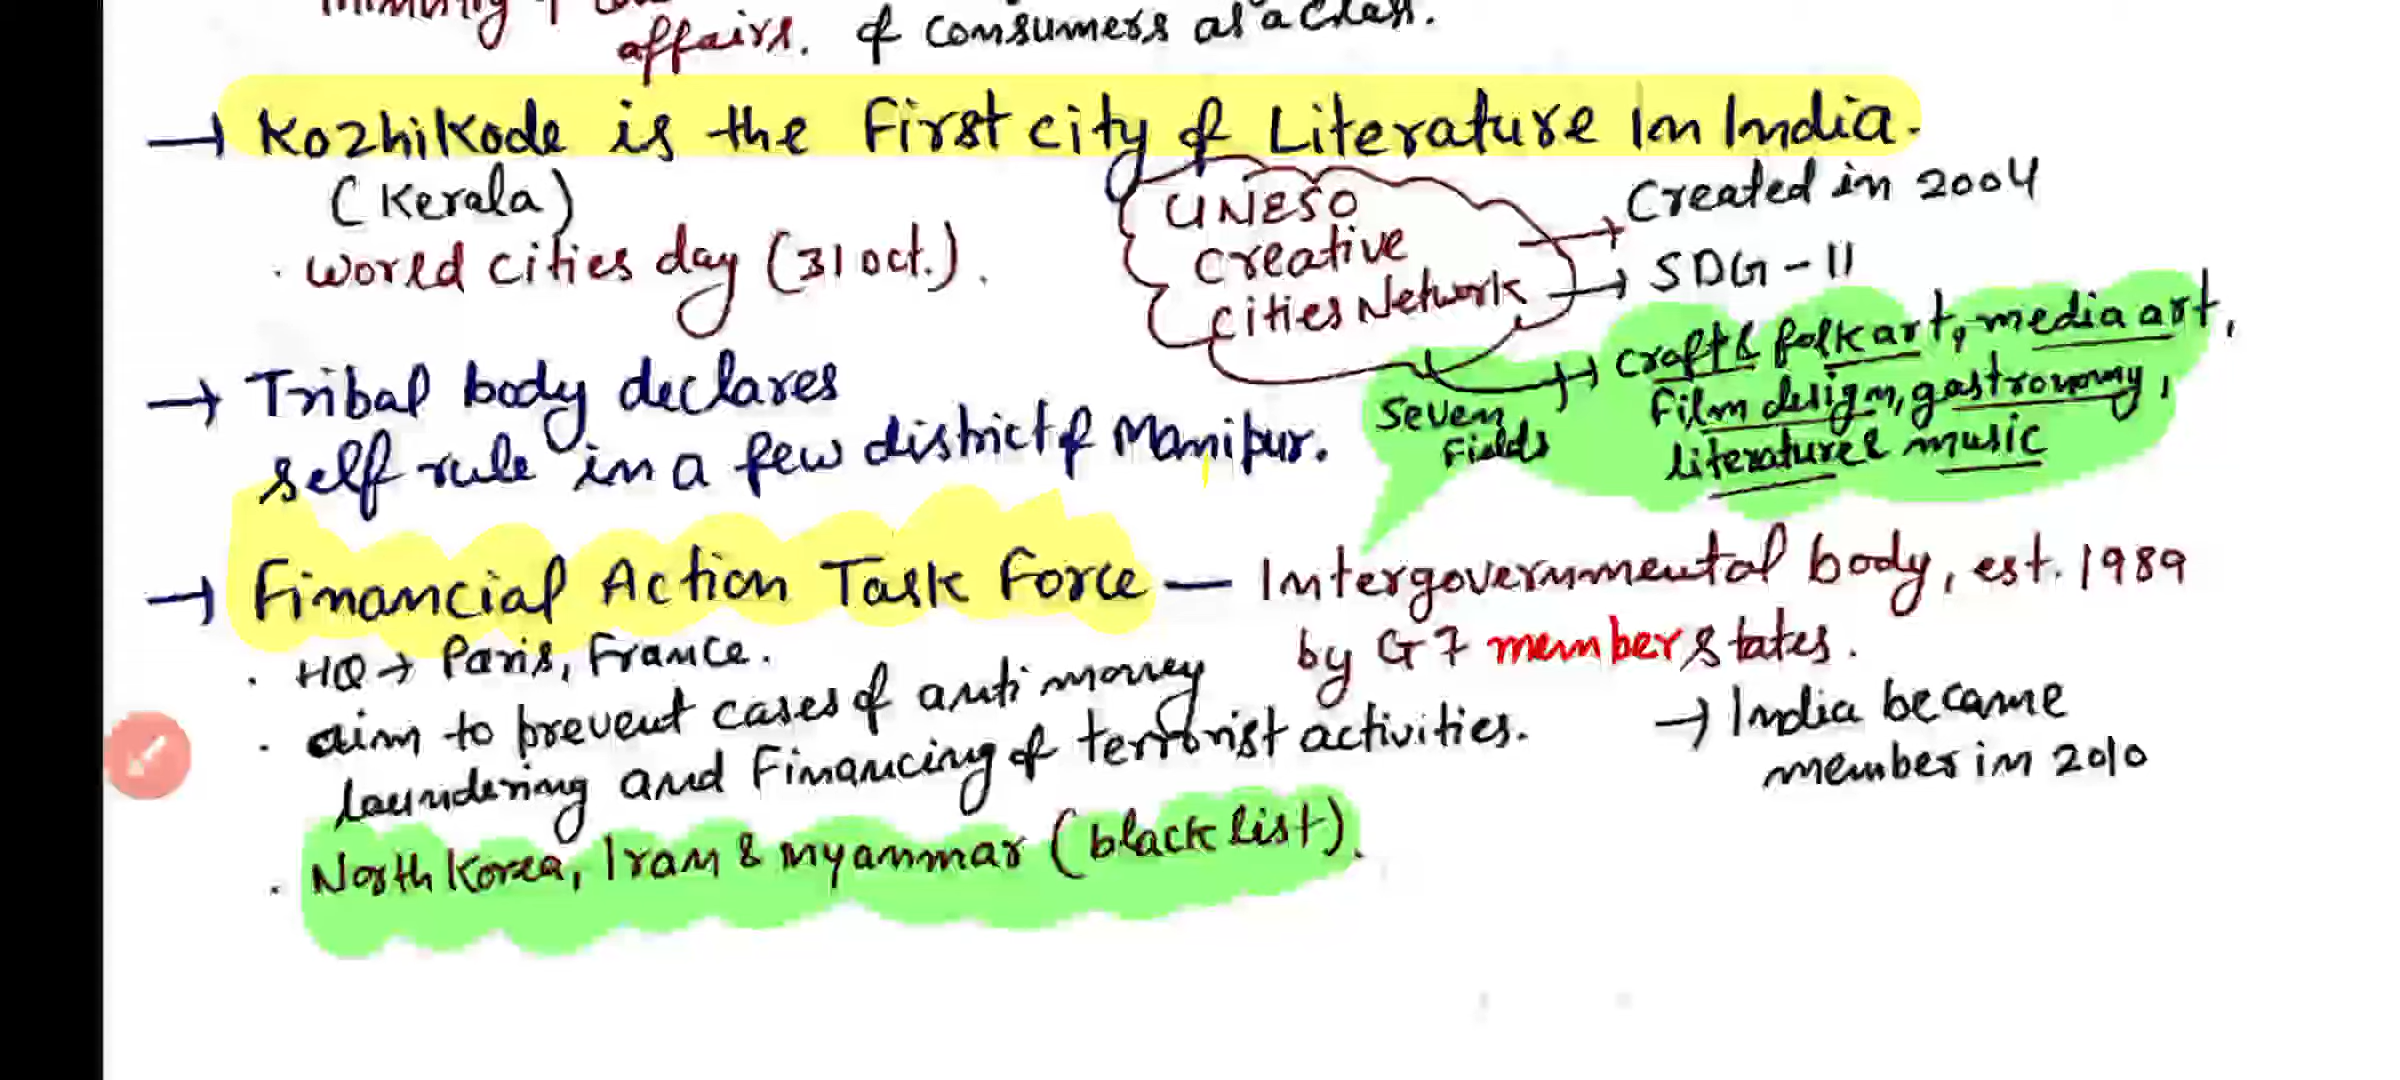 affairs. of consumers as a class.
→ Kozhikode is the First city of Literature In India.
(Kerala)
· World cities day (31 oct.).
UNESO
Creative
cities Network
→ Created in 2004
→ SDG-11
Seven
Fields
→ craft & folk art, media art,
Film design, gastronomy,
literature & music
→ Tribal body declares
self rule in a few district of Manipur.
→ Financial Action Task Force — Intergovernmental body, est. 1989
by G7 member states.
· HQ → Paris, France.
· aim to prevent cases of anti money
laundering and Financing of terrorist activities.
→ India became
member in 2010
· North Korea, Iran & myanmar (black list).